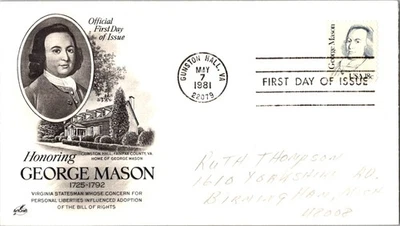 Official
First Day
of Issue
GUNSTON HALL, FAIRFAX COUNTY, VA.
HOME OF GEORGE MASON
Honoring
GEORGE MASON
1725-1792
VIRGINIA STATESMAN WHOSE CONCERN FOR
PERSONAL LIBERTIES INFLUENCED ADOPTION
OF THE BILL OF RIGHTS
GUNSTON HALL, VA
MAY
7
1981
22079
FIRST DAY OF ISSUE
George Mason
USA 18c
RUTH THOMPSON
1610 YORKSHIRE RD.
BIRMINGHAM, MICH
48008